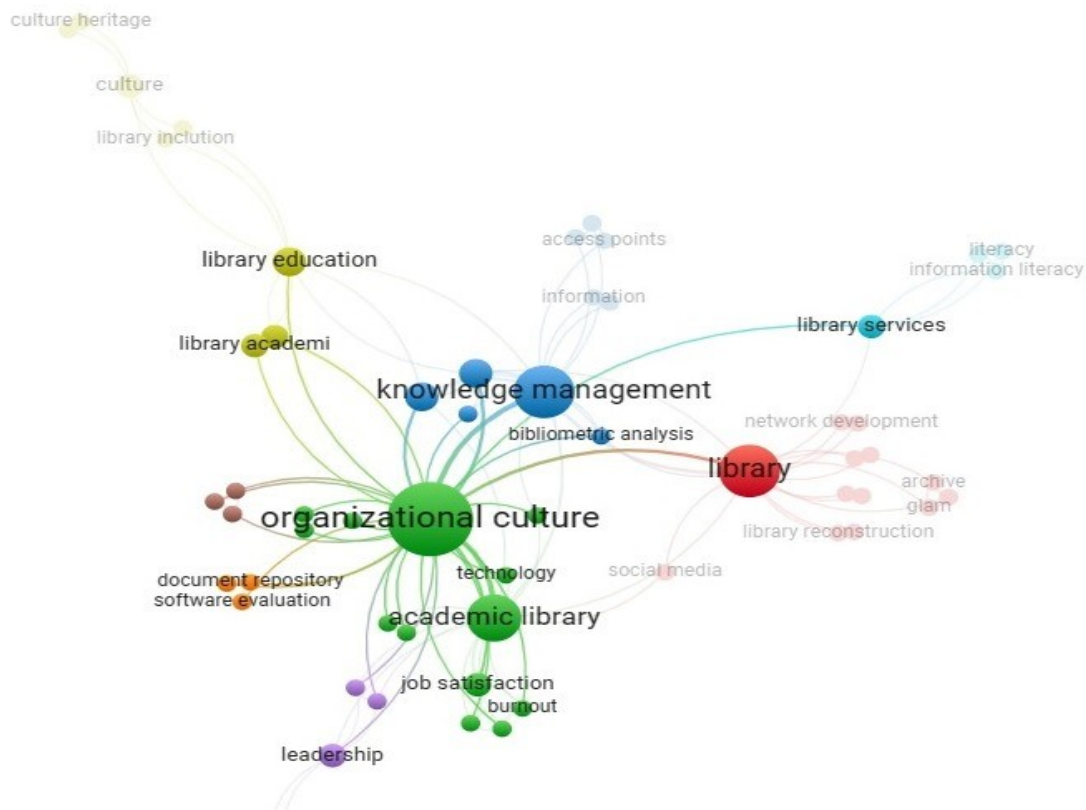 culture heritage
culture
library inclution
library education
access points
literacy
information literacy
information
library services
library academi
knowledge management
network development
bibliometric analysis
library
archive
glam
organizational culture
library reconstruction
social media
technology
document repository
software evaluation
academic library
job satisfaction
burnout
leadership